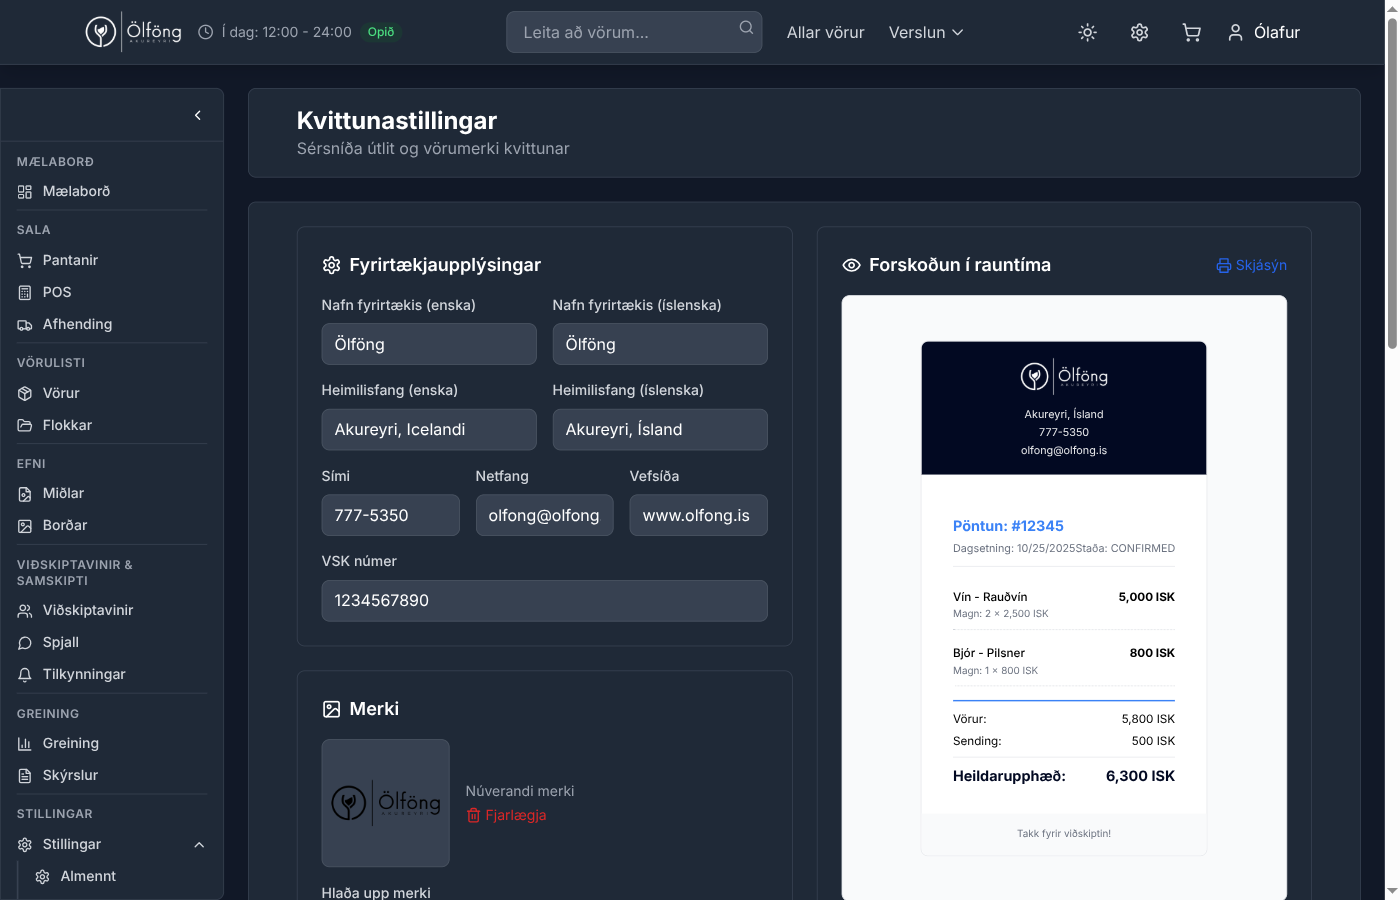 Ölföng
AKUREYRI
Í dag: 12:00 - 24:00
Opið
Leita að vörum...
Allar vörur
Verslun
Ólafur
MÆLABORÐ
Mælaborð
SALA
Pantanir
POS
Afhending
VÖRULISTI
Vörur
Flokkar
EFNI
Miðlar
Borðar
VIÐSKIPTAVINIR &
SAMSKIPTI
Viðskiptavinir
Spjall
Tilkynningar
GREINING
Greining
Skýrslur
STILLINGAR
Stillingar
Almennt
Kvittunastillingar
Sérsníða útlit og vörumerki kvittunar
Fyrirtækjaupplýsingar
Nafn fyrirtækis (enska)
Nafn fyrirtækis (íslenska)
Ölföng
Ölföng
Heimilisfang (enska)
Heimilisfang (íslenska)
Akureyri, Icelandi
Akureyri, Ísland
Sími
Netfang
Vefsíða
777-5350
olfong@olfong
www.olfong.is
VSK númer
1234567890
Merki
Ölföng
AKUREYRI
Núverandi merki
Fjarlægja
Hlaða upp merki
Forskoðun í rauntíma
Skjásýn
Ölföng
AKUREYRI
Akureyri, Ísland
777-5350
olfong@olfong.is
Pöntun: #12345
Dagsetning: 10/25/2025Staða: CONFIRMED
Vín - Rauðvín 5,000 ISK
Magn: 2 × 2,500 ISK
Bjór - Pilsner 800 ISK
Magn: 1 × 800 ISK
Vörur: 5,800 ISK
Sending: 500 ISK
Heildarupphæð: 6,300 ISK
Takk fyrir viðskiptin!